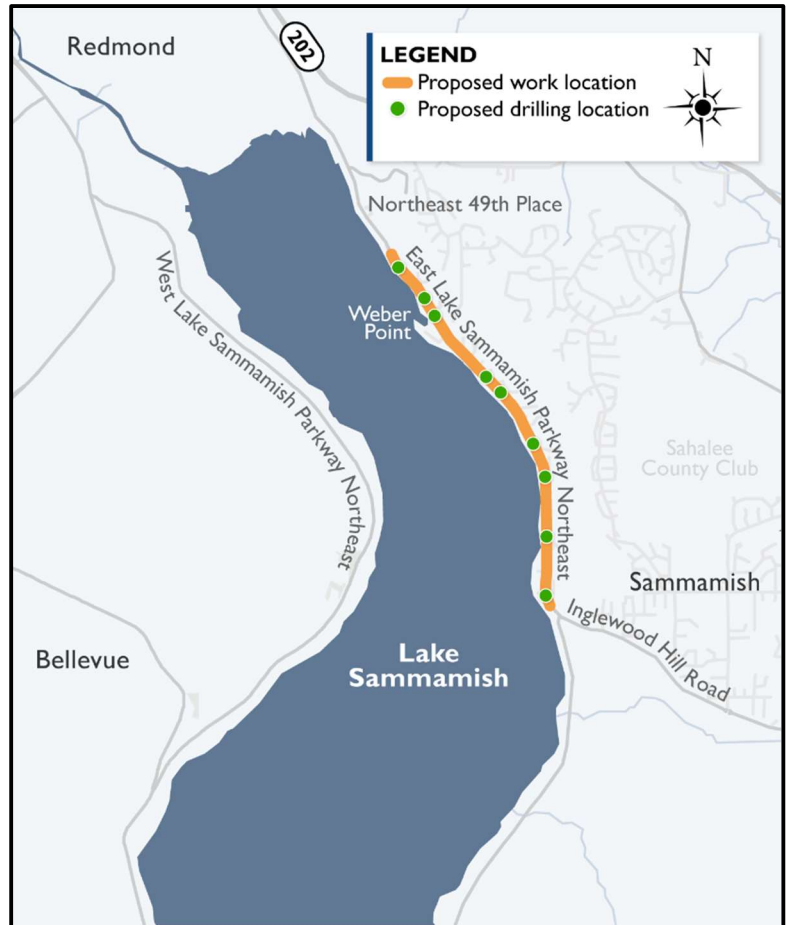 Redmond
202
LEGEND
Proposed work location
Proposed drilling location
N
Northeast 49th Place
East Lake Sammamish Parkway Northeast
West Lake Sammamish Parkway Northeast
Weber
Point
Sahalee
County Club
Sammamish
Inglewood Hill Road
Bellevue
Lake
Sammamish